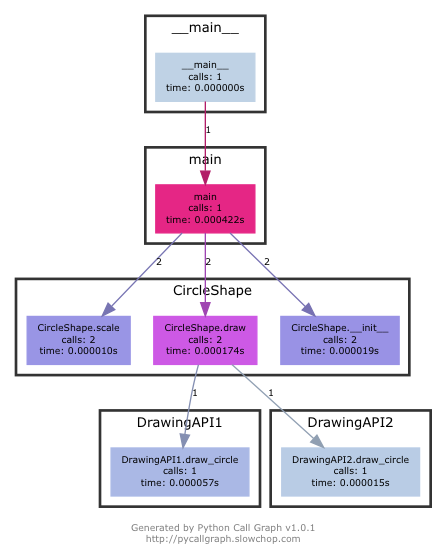 __main__
__main__
calls: 1
time: 0.000000s
1
main
main
calls: 1
time: 0.000422s
2
2
2
CircleShape
CircleShape.scale
calls: 2
time: 0.000010s
CircleShape.draw
calls: 2
time: 0.000174s
CircleShape.__init__
calls: 2
time: 0.000019s
1
1
DrawingAPI1
DrawingAPI1.draw_circle
calls: 1
time: 0.000057s
DrawingAPI2
DrawingAPI2.draw_circle
calls: 1
time: 0.000015s
Generated by Python Call Graph v1.0.1
http://pycallgraph.slowchop.com